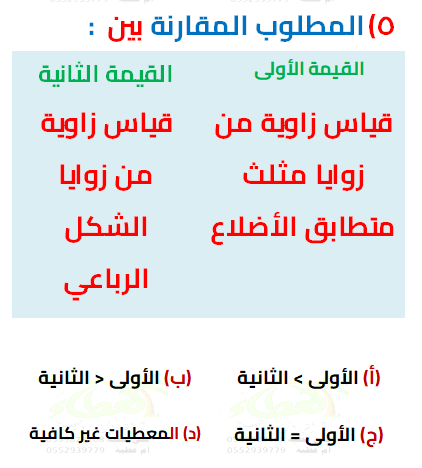 ٥) المطلوب المقارنة بين :
القيمة الأولى
قياس زاوية من
زوايا مثلث
متطابق الأضلاع
القيمة الثانية
قياس زاوية
من زوايا
الشكل
الرباعي
(أ) الأولى > الثانية
(ب) الأولى < الثانية
(ج) الأولى = الثانية
(د) المعطيات غير كافية
0552939779
0552939779